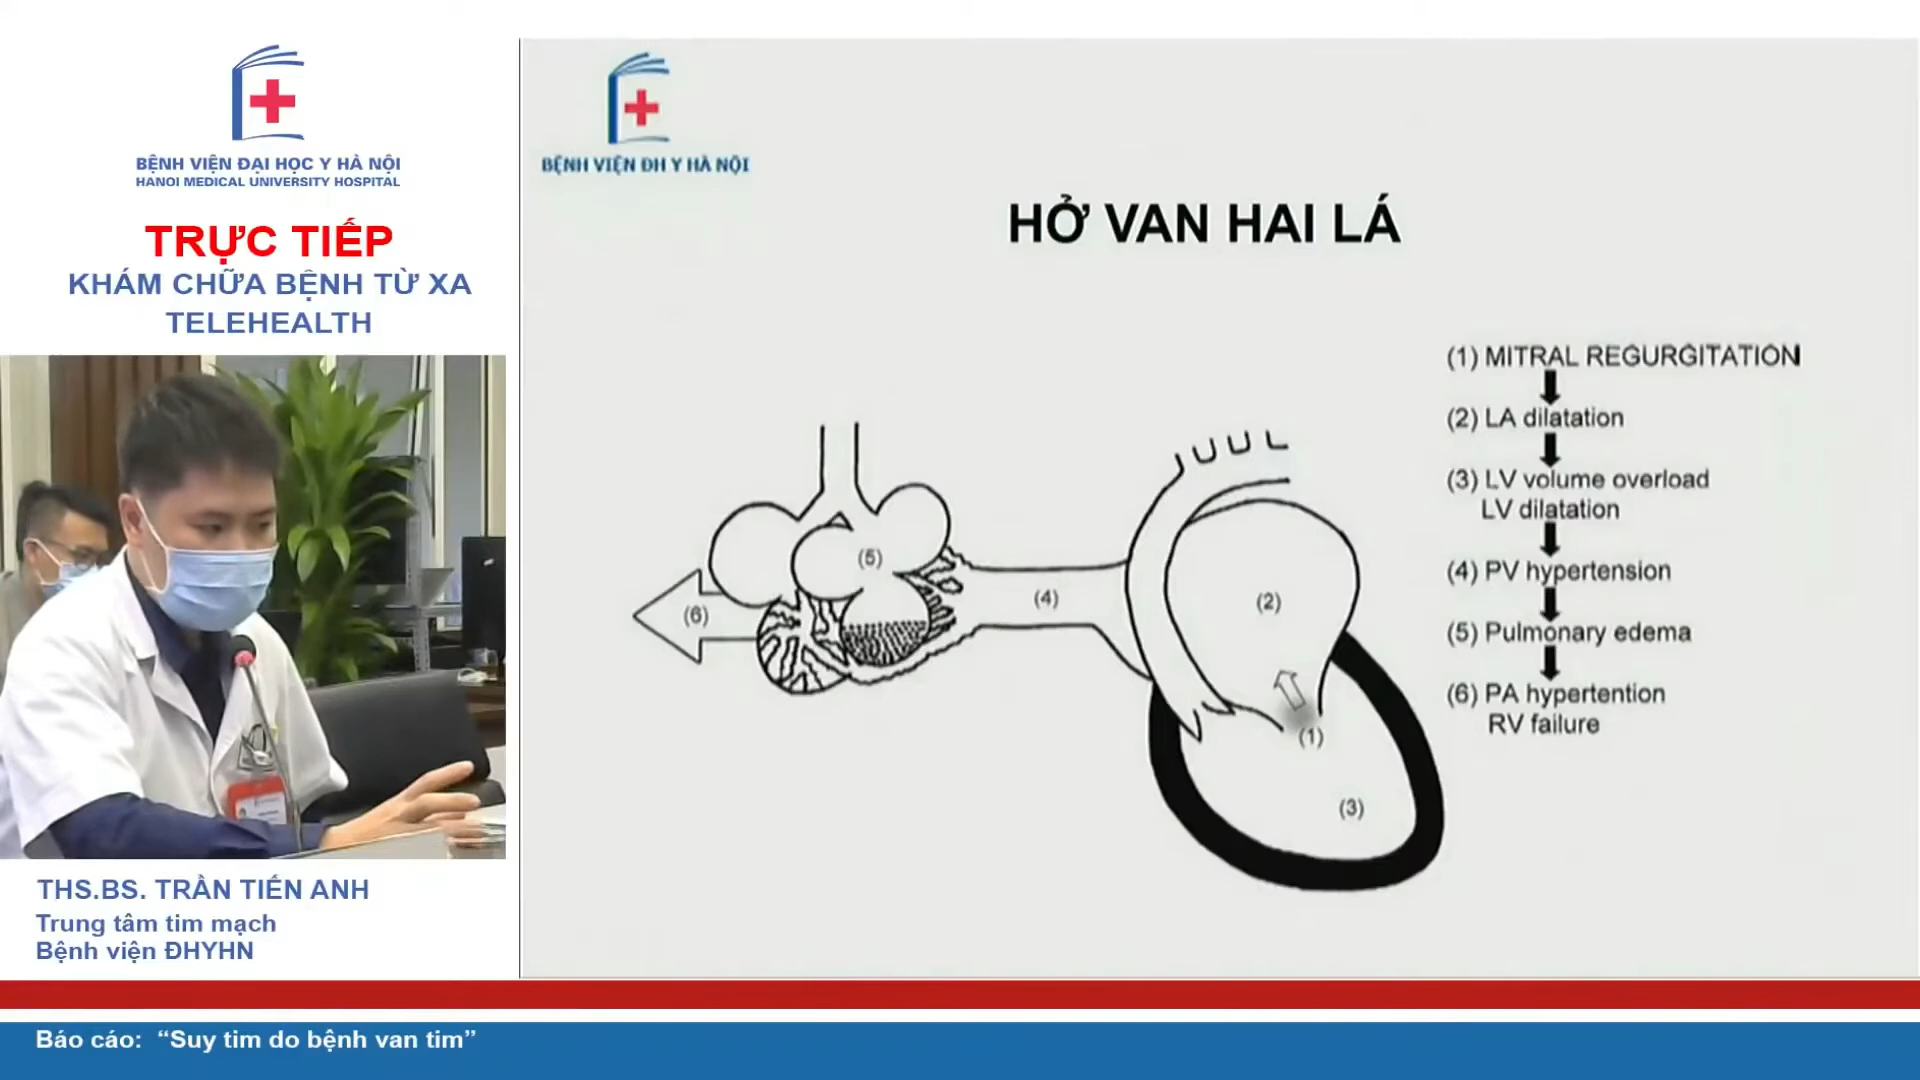 BỆNH VIỆN ĐẠI HỌC Y HÀ NỘI
HANOI MEDICAL UNIVERSITY HOSPITAL
TRỰC TIẾP
KHÁM CHỮA BỆNH TỪ XA
TELEHEALTH
THS.BS. TRẦN TIẾN ANH
Trung tâm tim mạch
Bệnh viện ĐHYHN
BỆNH VIỆN ĐH Y HÀ NỘI
HỞ VAN HAI LÁ
(1) MITRAL REGURGITATION
(2) LA dilatation
(3) LV volume overload
LV dilatation
(4) PV hypertension
(5) Pulmonary edema
(6) PA hypertention
RV failure
(5)
(6)
(4)
(2)
(1)
(3)
Báo cáo: “Suy tim do bệnh van tim”